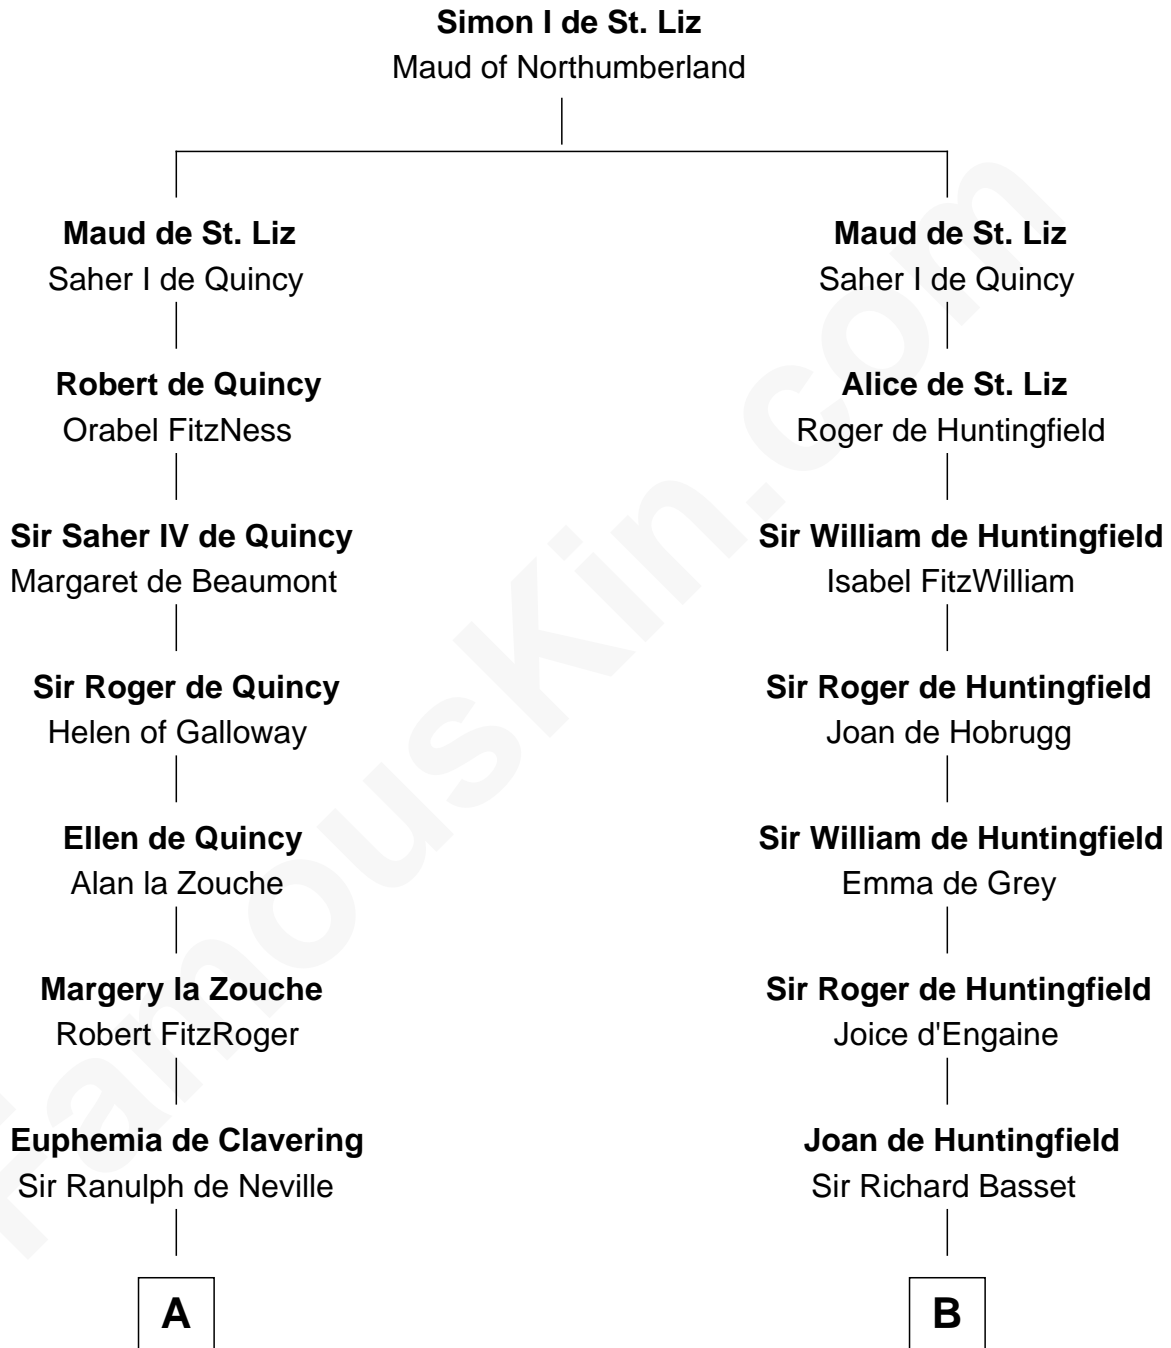 Simon I de St. Liz
Maud of Northumberland
Maud de St. Liz
Saher I de Quincy
Maud de St. Liz
Saher I de Quincy
Robert de Quincy
Orabel FitzNess
Alice de St. Liz
Roger de Huntingfield
Sir Saher IV de Quincy
Margaret de Beaumont
Sir William de Huntingfield
Isabel FitzWilliam
Sir Roger de Quincy
Helen of Galloway
Sir Roger de Huntingfield
Joan de Hobrugg
Ellen de Quincy
Alan la Zouche
Sir William de Huntingfield
Emma de Grey
Margery la Zouche
Robert FitzRoger
Sir Roger de Huntingfield
Joice d'Engaine
Euphemia de Clavering
Sir Ranulph de Neville
Joan de Huntingfield
Sir Richard Basset
A
B
FamousKin.com